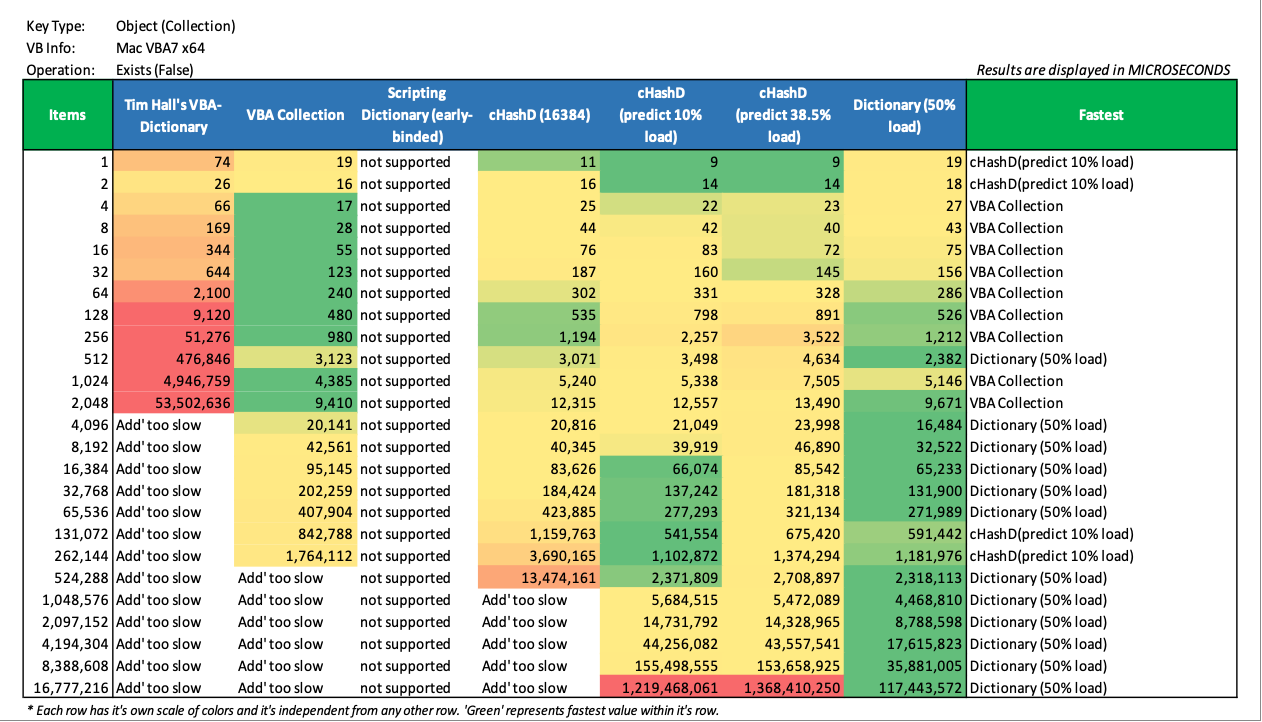 Key Type: Object (Collection)
VB Info: Mac VBA7 x64
Operation: Exists (False) Results are displayed in MICROSECONDS
Items Tim Hall's VBA-Dictionary VBA Collection Scripting Dictionary (early-binded) cHashD (16384) cHashD (predict 10% load) cHashD (predict 38.5% load) Dictionary (50% load) Fastest
1 74 19 not supported 11 9 9 19 cHashD(predict 10% load)
2 26 16 not supported 16 14 14 18 cHashD(predict 10% load)
4 66 17 not supported 25 22 23 27 VBA Collection
8 169 28 not supported 44 42 40 43 VBA Collection
16 344 55 not supported 76 83 72 75 VBA Collection
32 644 123 not supported 187 160 145 156 VBA Collection
64 2,100 240 not supported 302 331 328 286 VBA Collection
128 9,120 480 not supported 535 798 891 526 VBA Collection
256 51,276 980 not supported 1,194 2,257 3,522 1,212 VBA Collection
512 476,846 3,123 not supported 3,071 3,498 4,634 2,382 Dictionary (50% load)
1,024 4,946,759 4,385 not supported 5,240 5,338 7,505 5,146 VBA Collection
2,048 53,502,636 9,410 not supported 12,315 12,557 13,490 9,671 VBA Collection
4,096 Add' too slow 20,141 not supported 20,816 21,049 23,998 16,484 Dictionary (50% load)
8,192 Add' too slow 42,561 not supported 40,345 39,919 46,890 32,522 Dictionary (50% load)
16,384 Add' too slow 95,145 not supported 83,626 66,074 85,542 65,233 Dictionary (50% load)
32,768 Add' too slow 202,259 not supported 184,424 137,242 181,318 131,900 Dictionary (50% load)
65,536 Add' too slow 407,904 not supported 423,885 277,293 321,134 271,989 Dictionary (50% load)
131,072 Add' too slow 842,788 not supported 1,159,763 541,554 675,420 591,442 cHashD(predict 10% load)
262,144 Add' too slow 1,764,112 not supported 3,690,165 1,102,872 1,374,294 1,181,976 cHashD(predict 10% load)
524,288 Add' too slow Add' too slow not supported 13,474,161 2,371,809 2,708,897 2,318,113 Dictionary (50% load)
1,048,576 Add' too slow Add' too slow not supported Add' too slow 5,684,515 5,472,089 4,468,810 Dictionary (50% load)
2,097,152 Add' too slow Add' too slow not supported Add' too slow 14,731,792 14,328,965 8,788,598 Dictionary (50% load)
4,194,304 Add' too slow Add' too slow not supported Add' too slow 44,256,082 43,557,541 17,615,823 Dictionary (50% load)
8,388,608 Add' too slow Add' too slow not supported Add' too slow 155,498,555 153,658,925 35,881,005 Dictionary (50% load)
16,777,216 Add' too slow Add' too slow not supported Add' too slow 1,219,468,061 1,368,410,250 117,443,572 Dictionary (50% load)
* Each row has it's own scale of colors and it's independent from any other row. 'Green' represents fastest value within it's row.